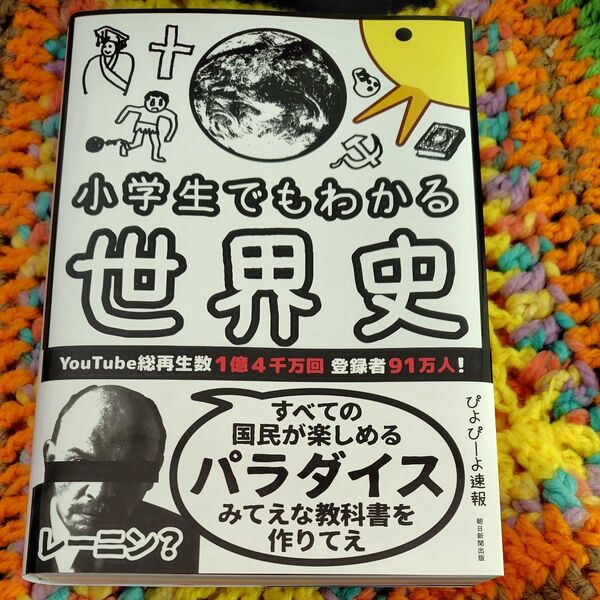 小学生でもわかる
世界史
YouTube総再生数1億4千万回 登録者91万人!
すべての
国民が楽しめる
パラダイス
みてえな教科書を
作りてえ
レーニン?
ぴよぴーよ速報
朝日新聞出版